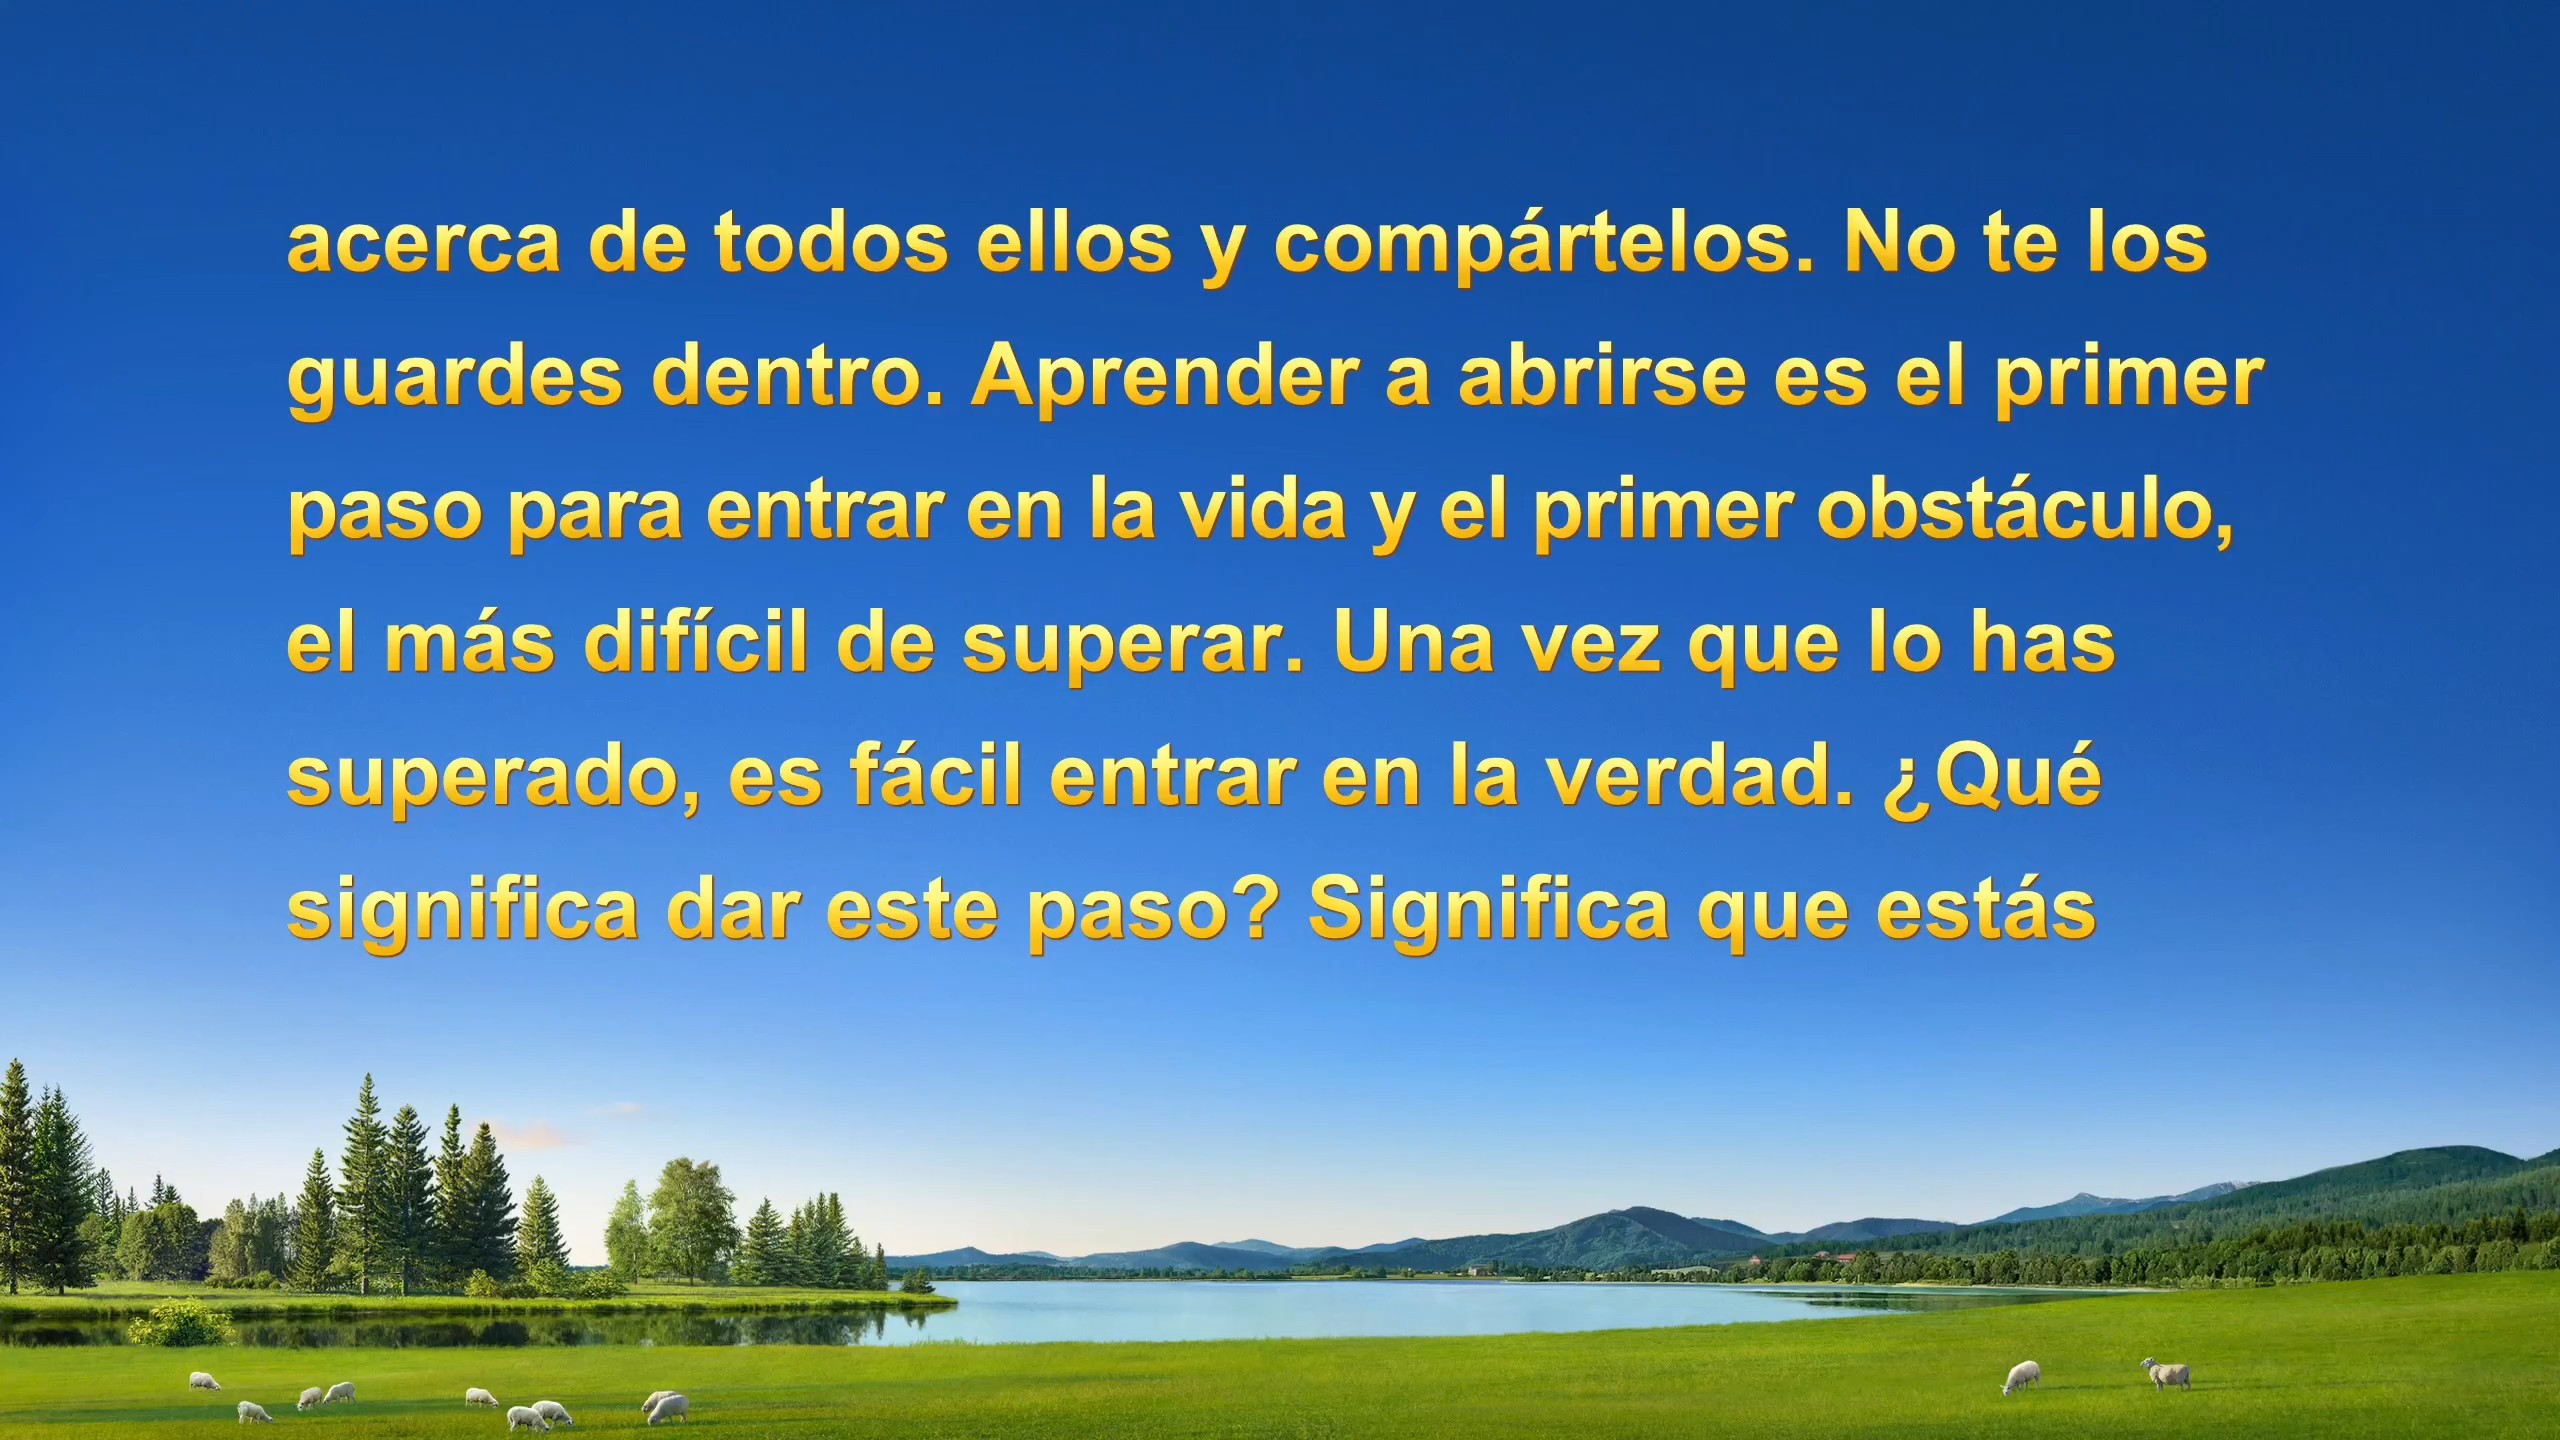 acerca de todos ellos y compártelos. No te los
guardes dentro. Aprender a abrirse es el primer
paso para entrar en la vida y el primer obstáculo,
el más difícil de superar. Una vez que lo has
superado, es fácil entrar en la verdad. ¿Qué
significa dar este paso? Significa que estás